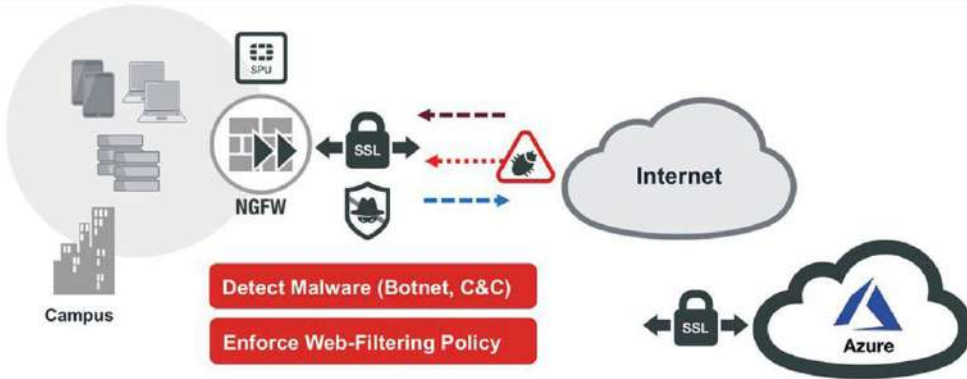 SPU
SSL
NGFW
Internet
Campus
Detect Malware (Botnet, C&C)
Enforce Web-Filtering Policy
SSL
Azure